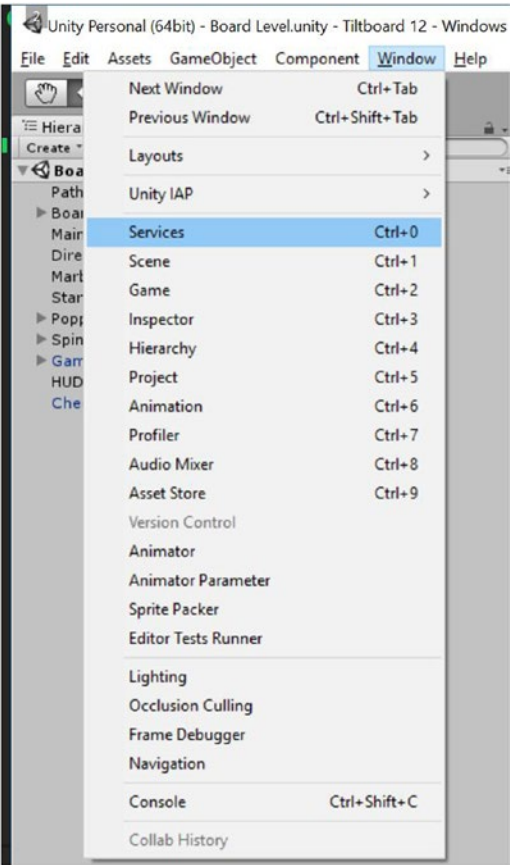 Unity Personal (64bit) - Board Level.unity - Tiltboard 12 - Windows
File Edit Assets GameObject Component Window Help
Next Window Ctrl+Tab
Previous Window Ctrl+Shift+Tab
Hiera
Create
Layouts
Boa
Path
Unity IAP
Boar
Main
Services Ctrl+0
Dire
Scene Ctrl+1
Marb
Game Ctrl+2
Star
Inspector Ctrl+3
Popp
Spin
Hierarchy Ctrl+4
Gam
Project Ctrl+5
HUD
Che
Animation Ctrl+6
Profiler Ctrl+7
Audio Mixer Ctrl+8
Asset Store Ctrl+9
Version Control
Animator
Animator Parameter
Sprite Packer
Editor Tests Runner
Lighting
Occlusion Culling
Frame Debugger
Navigation
Console Ctrl+Shift+C
Collab History